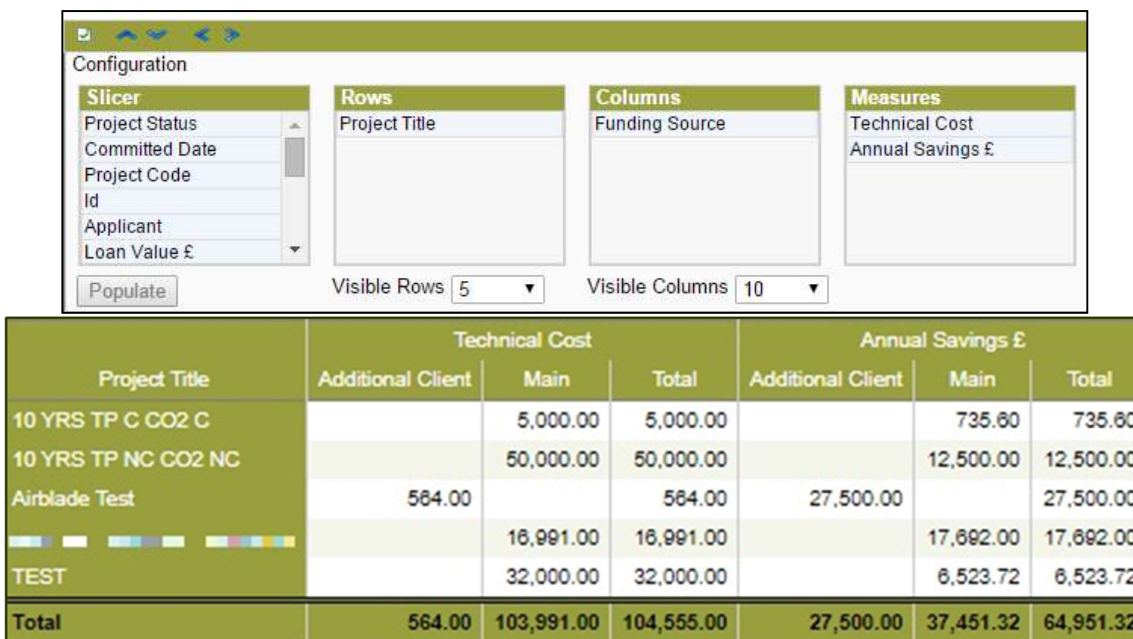 Configuration
Slicer Rows Columns Measures
Project Status Project Title Funding Source Technical Cost
Committed Date Annual Savings £
Project Code
Id
Applicant
Loan Value £
Populate Visible Rows 5 Visible Columns 10
Technical Cost Annual Savings £
Project Title Additional Client Main Total Additional Client Main Total
10 YRS TP C CO2 C 5,000.00 5,000.00 735.60 735.60
10 YRS TP NC CO2 NC 50,000.00 50,000.00 12,500.00 12,500.00
Airblade Test 564.00 564.00 27,500.00 27,500.00
16,991.00 16,991.00 17,692.00 17,692.00
TEST 32,000.00 32,000.00 6,523.72 6,523.72
Total 564.00 103,991.00 104,555.00 27,500.00 37,451.32 64,951.32